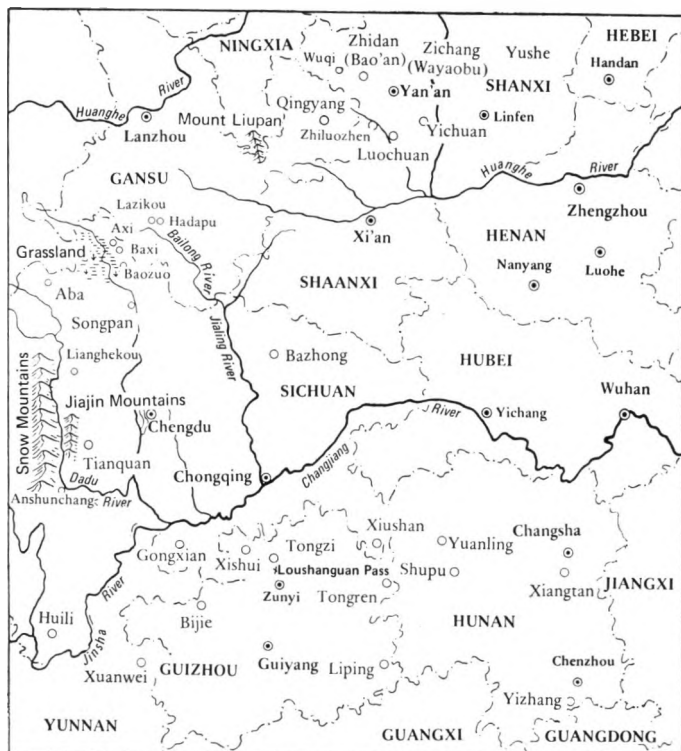 HEBEI
NINGXIA
Zhidan
(Bao'an)
Zichang
(Wayaobu)
Yushe
Wuqi
Handan
Yan'an
SHANXI
Huanghe River
Lanzhou
Mount Liupan
Qingyang
Zhiluozhen
Yichuan
Linfen
Luochuan
Huanghe River
GANSU
Zhengzhou
Lazikou
Hadapu
Axi
Baxi
Bailong River
Xi'an
HENAN
Grassland
Baozuo
Nanyang
Luohe
Aba
SHAANXI
Songpan
Jialing River
Lianghekou
Bazhong
HUBEI
Snow Mountains
SICHUAN
Wuhan
Jiajin Mountains
Chengdu
Changjiang River
Yichang
Tianquan
Dadu River
Chongqing
Anshunchang
Xiushan
Gongxian
Xishui
Tongzi
Yuanling
Changsha
Loushanguan Pass
Shupu
Xiangtan
JIANGXI
Zunyi
Tongren
Huili
Jinsha River
Bijie
HUNAN
Xuanwei
GUIZHOU
Guiyang
Liping
Chenzhou
Yizhang
YUNNAN
GUANGXI
GUANGDONG